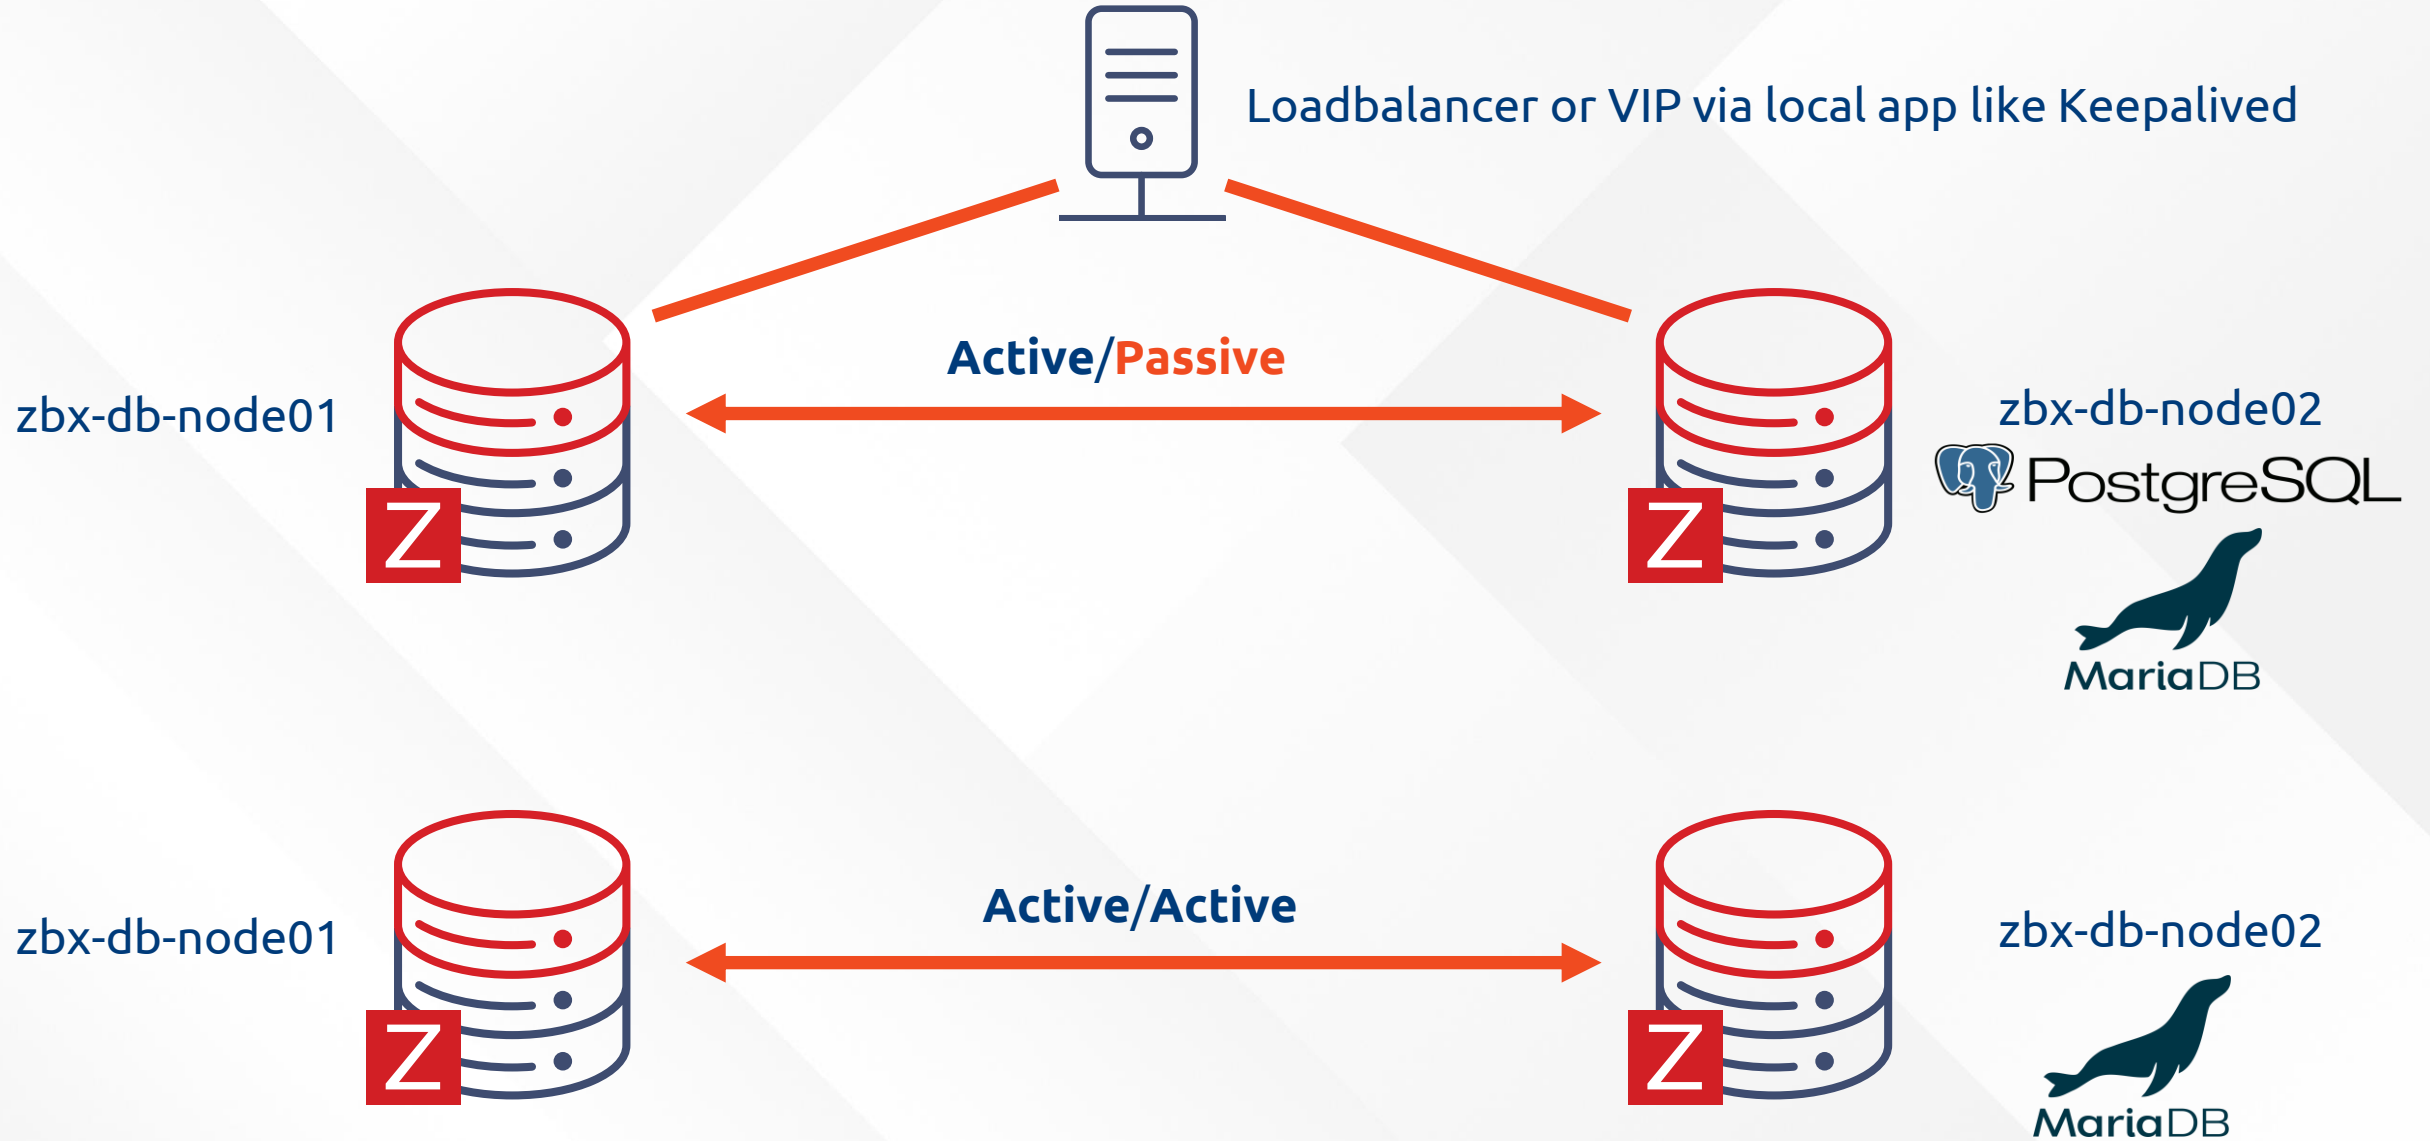 Loadbalancer or VIP via local app like Keepalived
Active/Passive
zbx-db-node01
zbx-db-node02
PostgreSQL
Z
Z
MariaDB
Active/Active
zbx-db-node01
zbx-db-node02
Z
Z
MariaDB